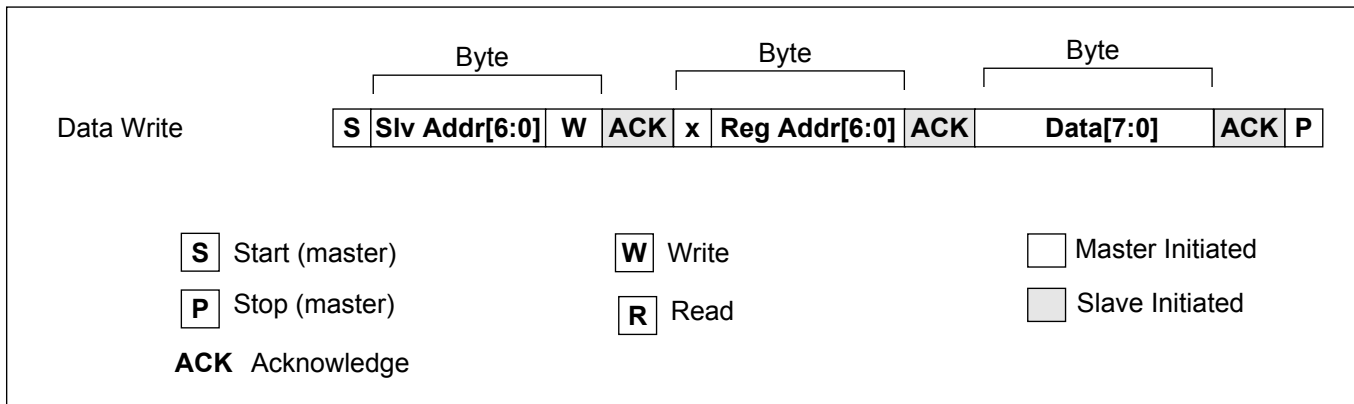 Byte Byte Byte
Data Write S Slv Addr[6:0] W ACK x Reg Addr[6:0] ACK Data[7:0] ACK P
S Start (master) W Write Master Initiated
P Stop (master) R Read Slave Initiated
ACK Acknowledge